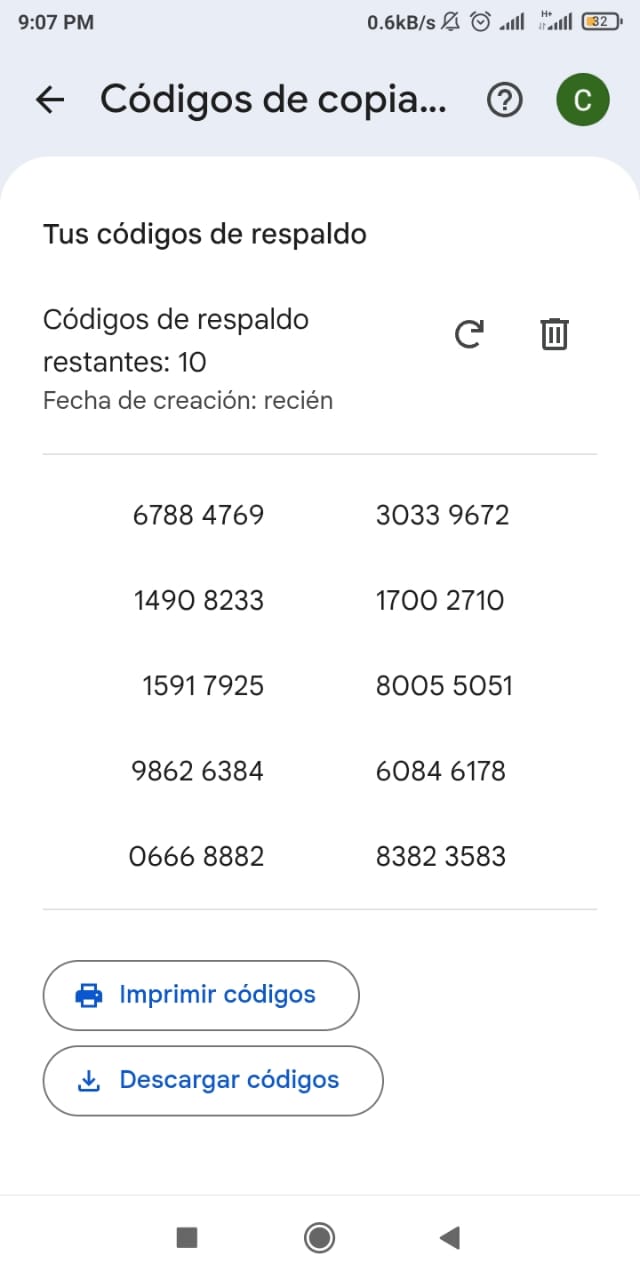 9:07 PM 0.6kB/s H+ 32
Códigos de copia... ? C
Tus códigos de respaldo
Códigos de respaldo
restantes: 10
Fecha de creación: recién
6788 4769 3033 9672
1490 8233 1700 2710
1591 7925 8005 5051
9862 6384 6084 6178
0666 8882 8382 3583
Imprimir códigos
Descargar códigos